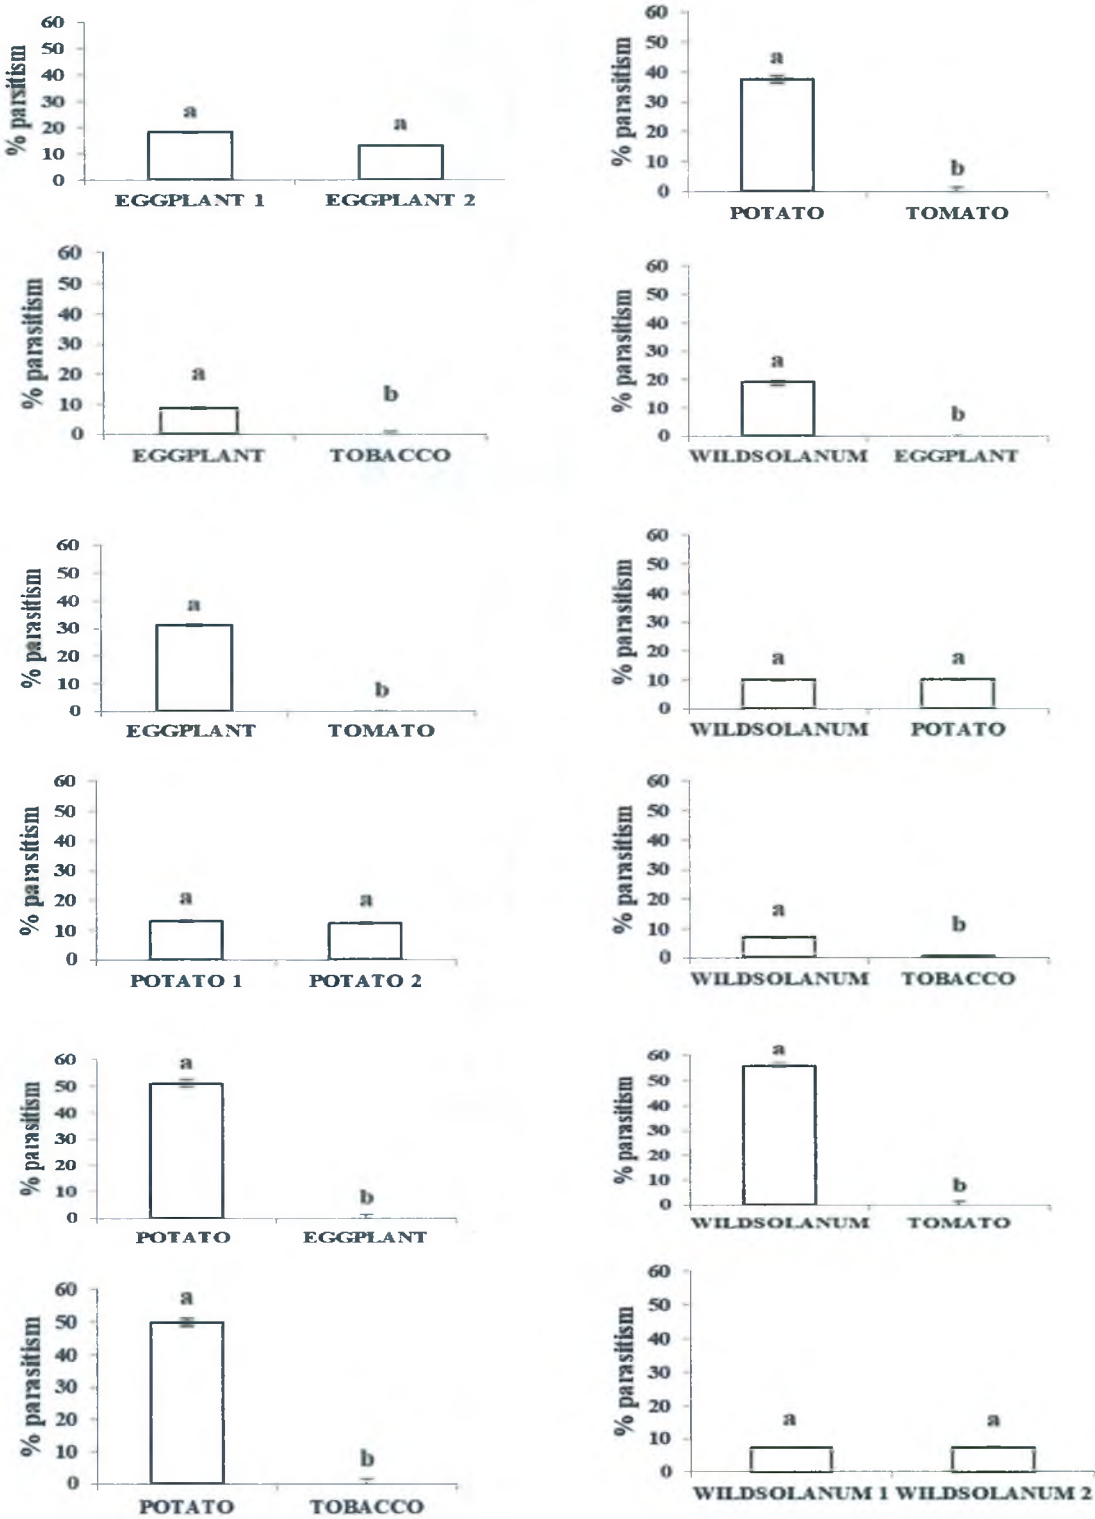 60
50
40
30
20
10
0
% parsitism
a
a
EGGPLANT 1 EGGPLANT 2
60
50
40
30
20
10
0
% parasitism
a
b
POTATO TOMATO
60
50
40
30
20
10
0
% parasitism
a
b
EGGPLANT TOBACCO
60
50
40
30
20
10
0
% parasitism
a
b
WILDSOLANUM EGGPLANT
60
50
40
30
20
10
0
% parasitism
a
b
EGGPLANT TOMATO
60
50
40
30
20
10
0
% parasitism
a
a
WILDSOLANUM POTATO
60
50
40
30
20
10
0
% parasitism
a
a
POTATO 1 POTATO 2
60
50
40
30
20
10
0
% parasitism
a
b
WILDSOLANUM TOBACCO
60
50
40
30
20
10
0
% parasitism
a
b
POTATO EGGPLANT
60
50
40
30
20
10
0
% parasitism
a
b
WILDSOLANUM TOMATO
60
50
40
30
20
10
0
% parasitism
a
b
POTATO TOBACCO
60
50
40
30
20
10
0
% parasitism
a
a
WILDSOLANUM 1 WILDSOLANUM 2